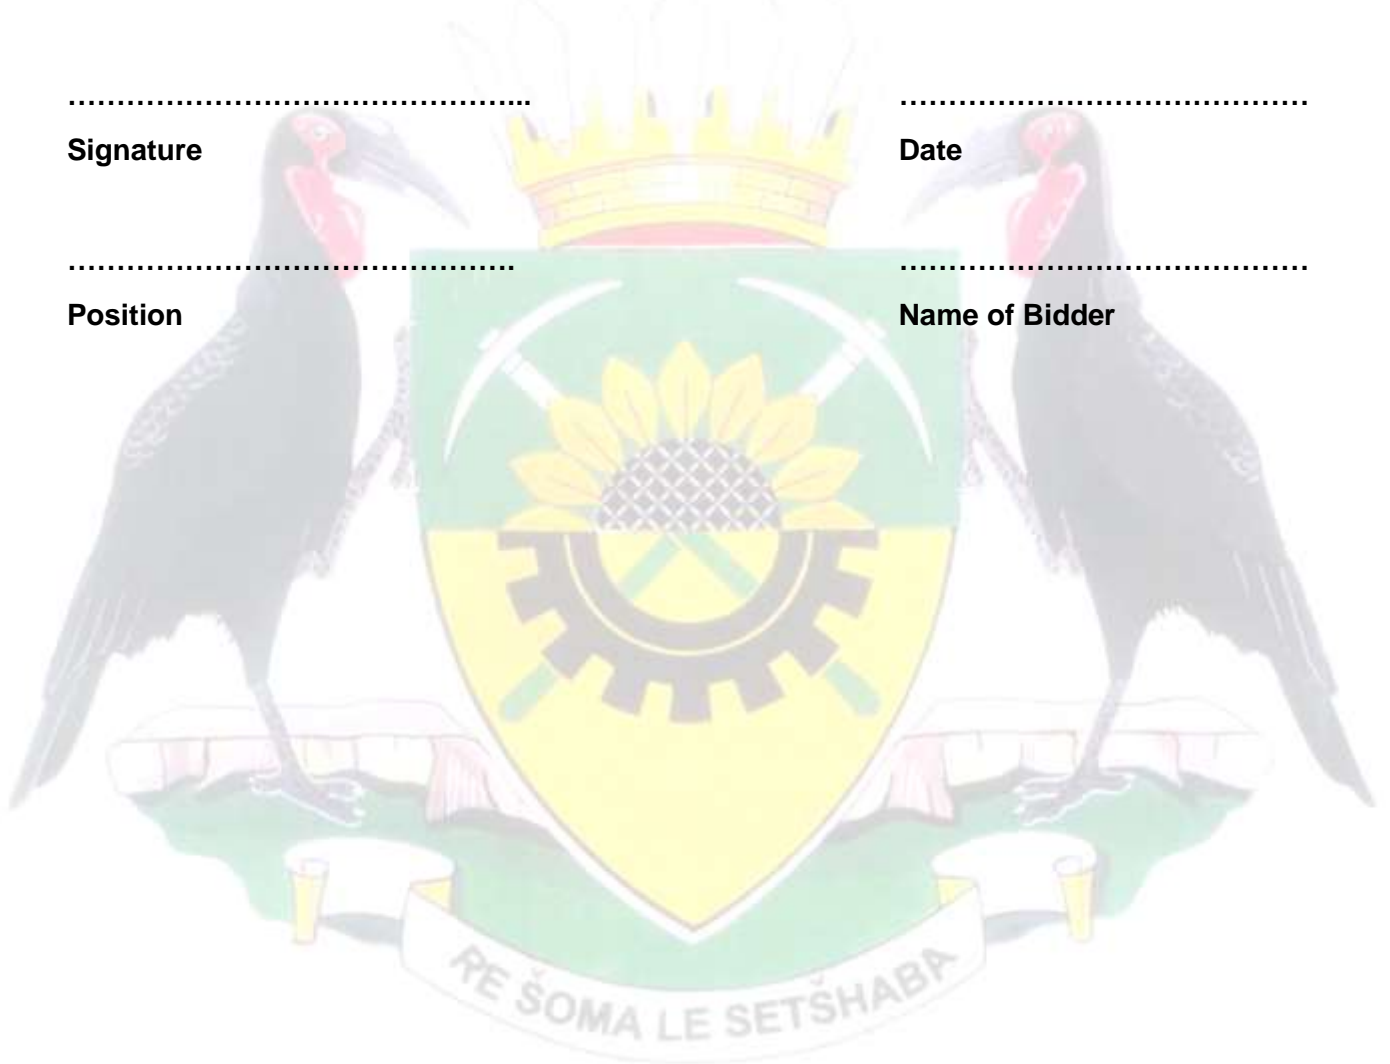 …………………………………………... ……………………………………
Signature Date
………………………………………. ……………………………………
Position Name of Bidder
RE ŠOMA LE SETŠHABA